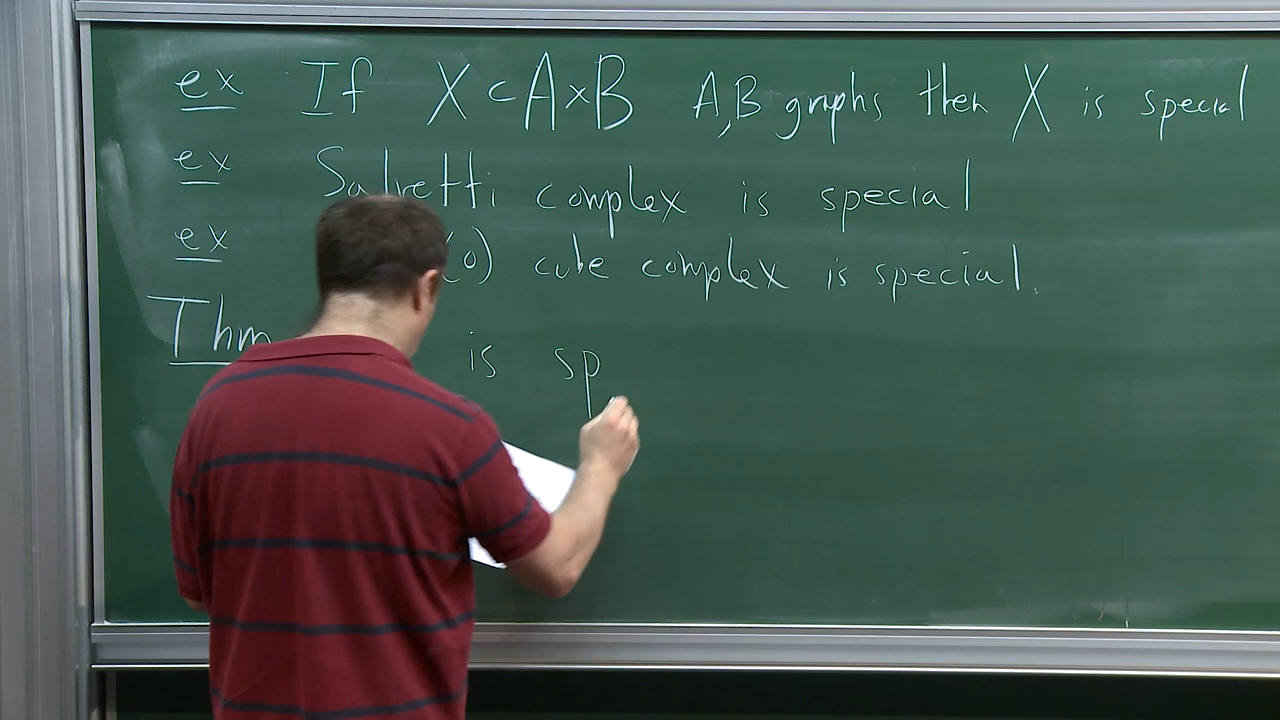 ex If X ⊂ A×B A,B graphs then X is special
ex Salvetti complex is special
ex (0) cube complex is special.
Thm is sp